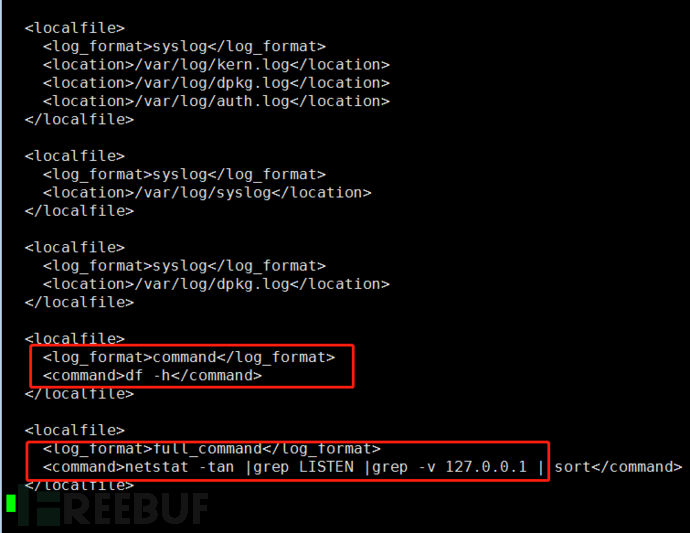 <localfile>
<log_format>syslog</log_format>
<location>/var/log/kern.log</location>
<location>/var/log/dpkg.log</location>
<location>/var/log/auth.log</location>
</localfile>
<localfile>
<log_format>syslog</log_format>
<location>/var/log/syslog</location>
</localfile>
<localfile>
<log_format>syslog</log_format>
<location>/var/log/dpkg.log</location>
</localfile>
<localfile>
<log_format>command</log_format>
<command>df -h</command>
</localfile>
<localfile>
<log_format>full_command</log_format>
<command>netstat -tan |grep LISTEN |grep -v 127.0.0.1 | sort</command>
</localfile>
FREEBUF